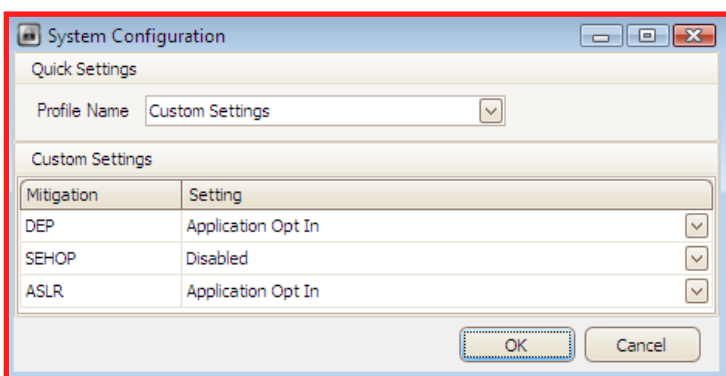 System Configuration
Quick Settings
Profile Name Custom Settings
Custom Settings
Mitigation Setting
DEP Application Opt In
SEHOP Disabled
ASLR Application Opt In
OK Cancel